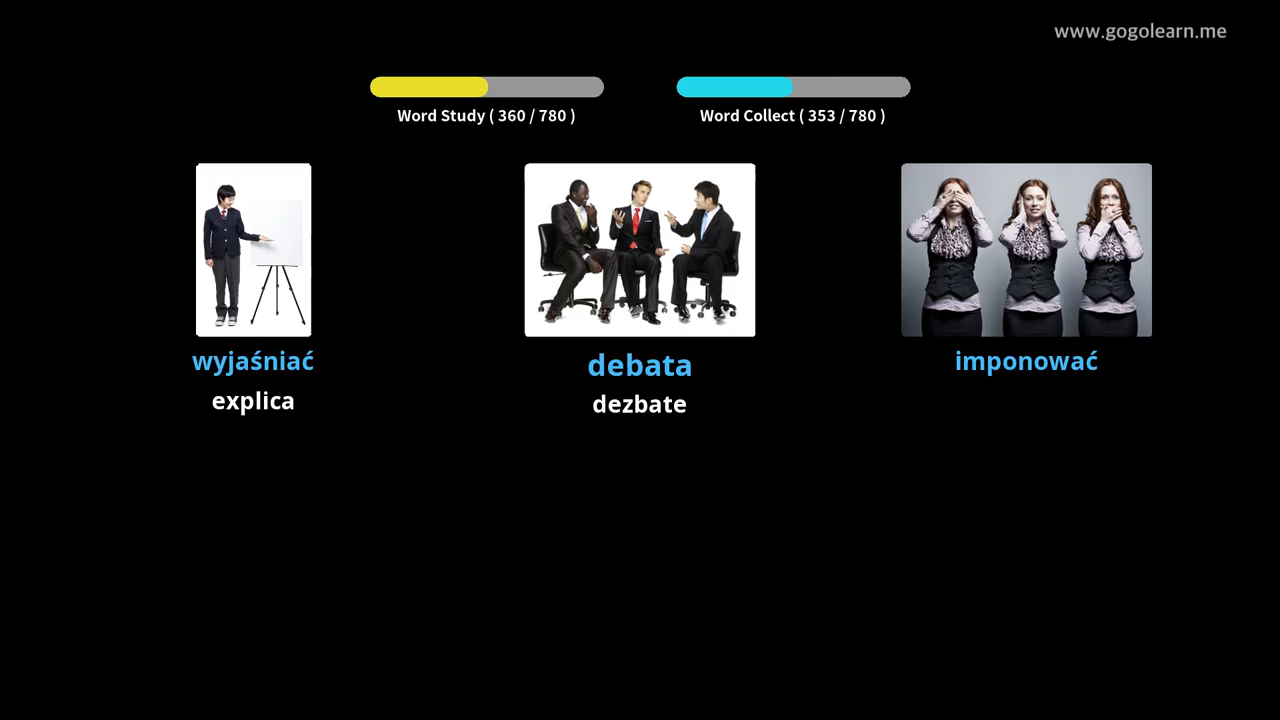 www.gogolearn.me
Word Study ( 360 / 780 )
Word Collect ( 353 / 780 )
wyjaśniać
explica
debata
dezbate
imponować